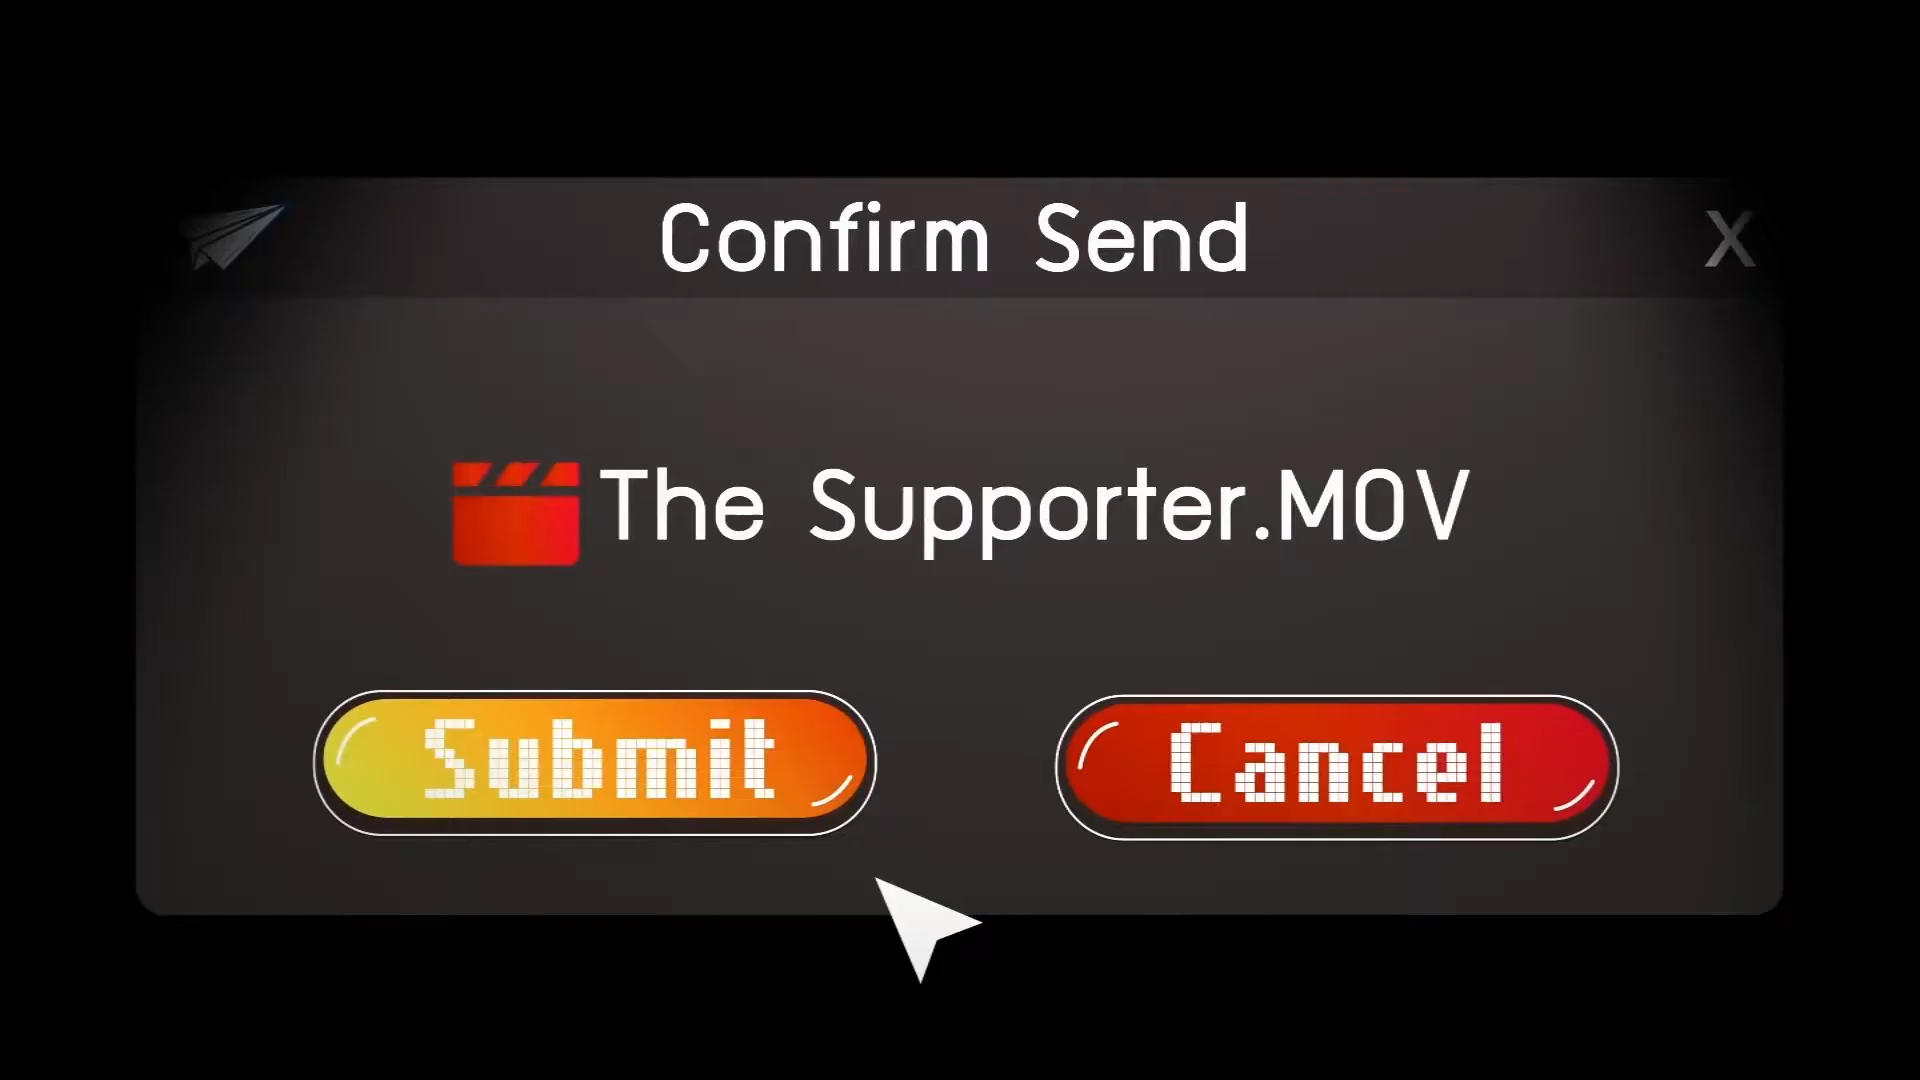 Confirm Send
X
The Supporter.MOV
Submit
Cancel